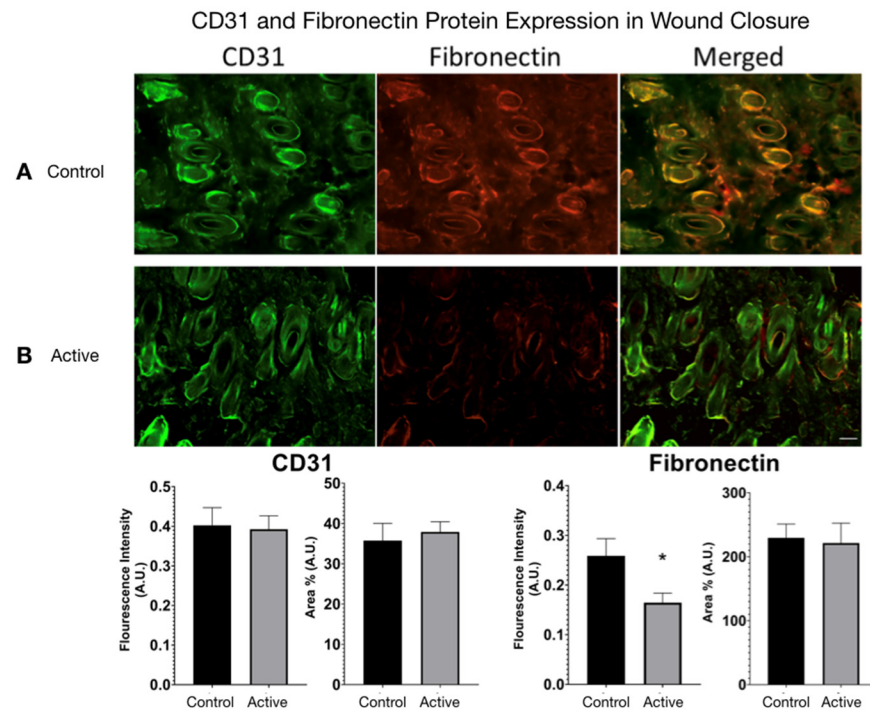 CD31 and Fibronectin Protein Expression in Wound Closure
CD31 Fibronectin Merged
A Control
B Active
CD31
Flourescence Intensity
(A.U.)
0.5
0.4
0.3
0.2
0.1
0.0
Control Active
Area % (A.U.)
50
40
30
20
10
0
Control Active
Fibronectin
Flourescence Intensity
(A.U.)
0.4
0.3
0.2
0.1
0.0
*
Control Active
Area % (A.U.)
300
200
100
0
Control Active